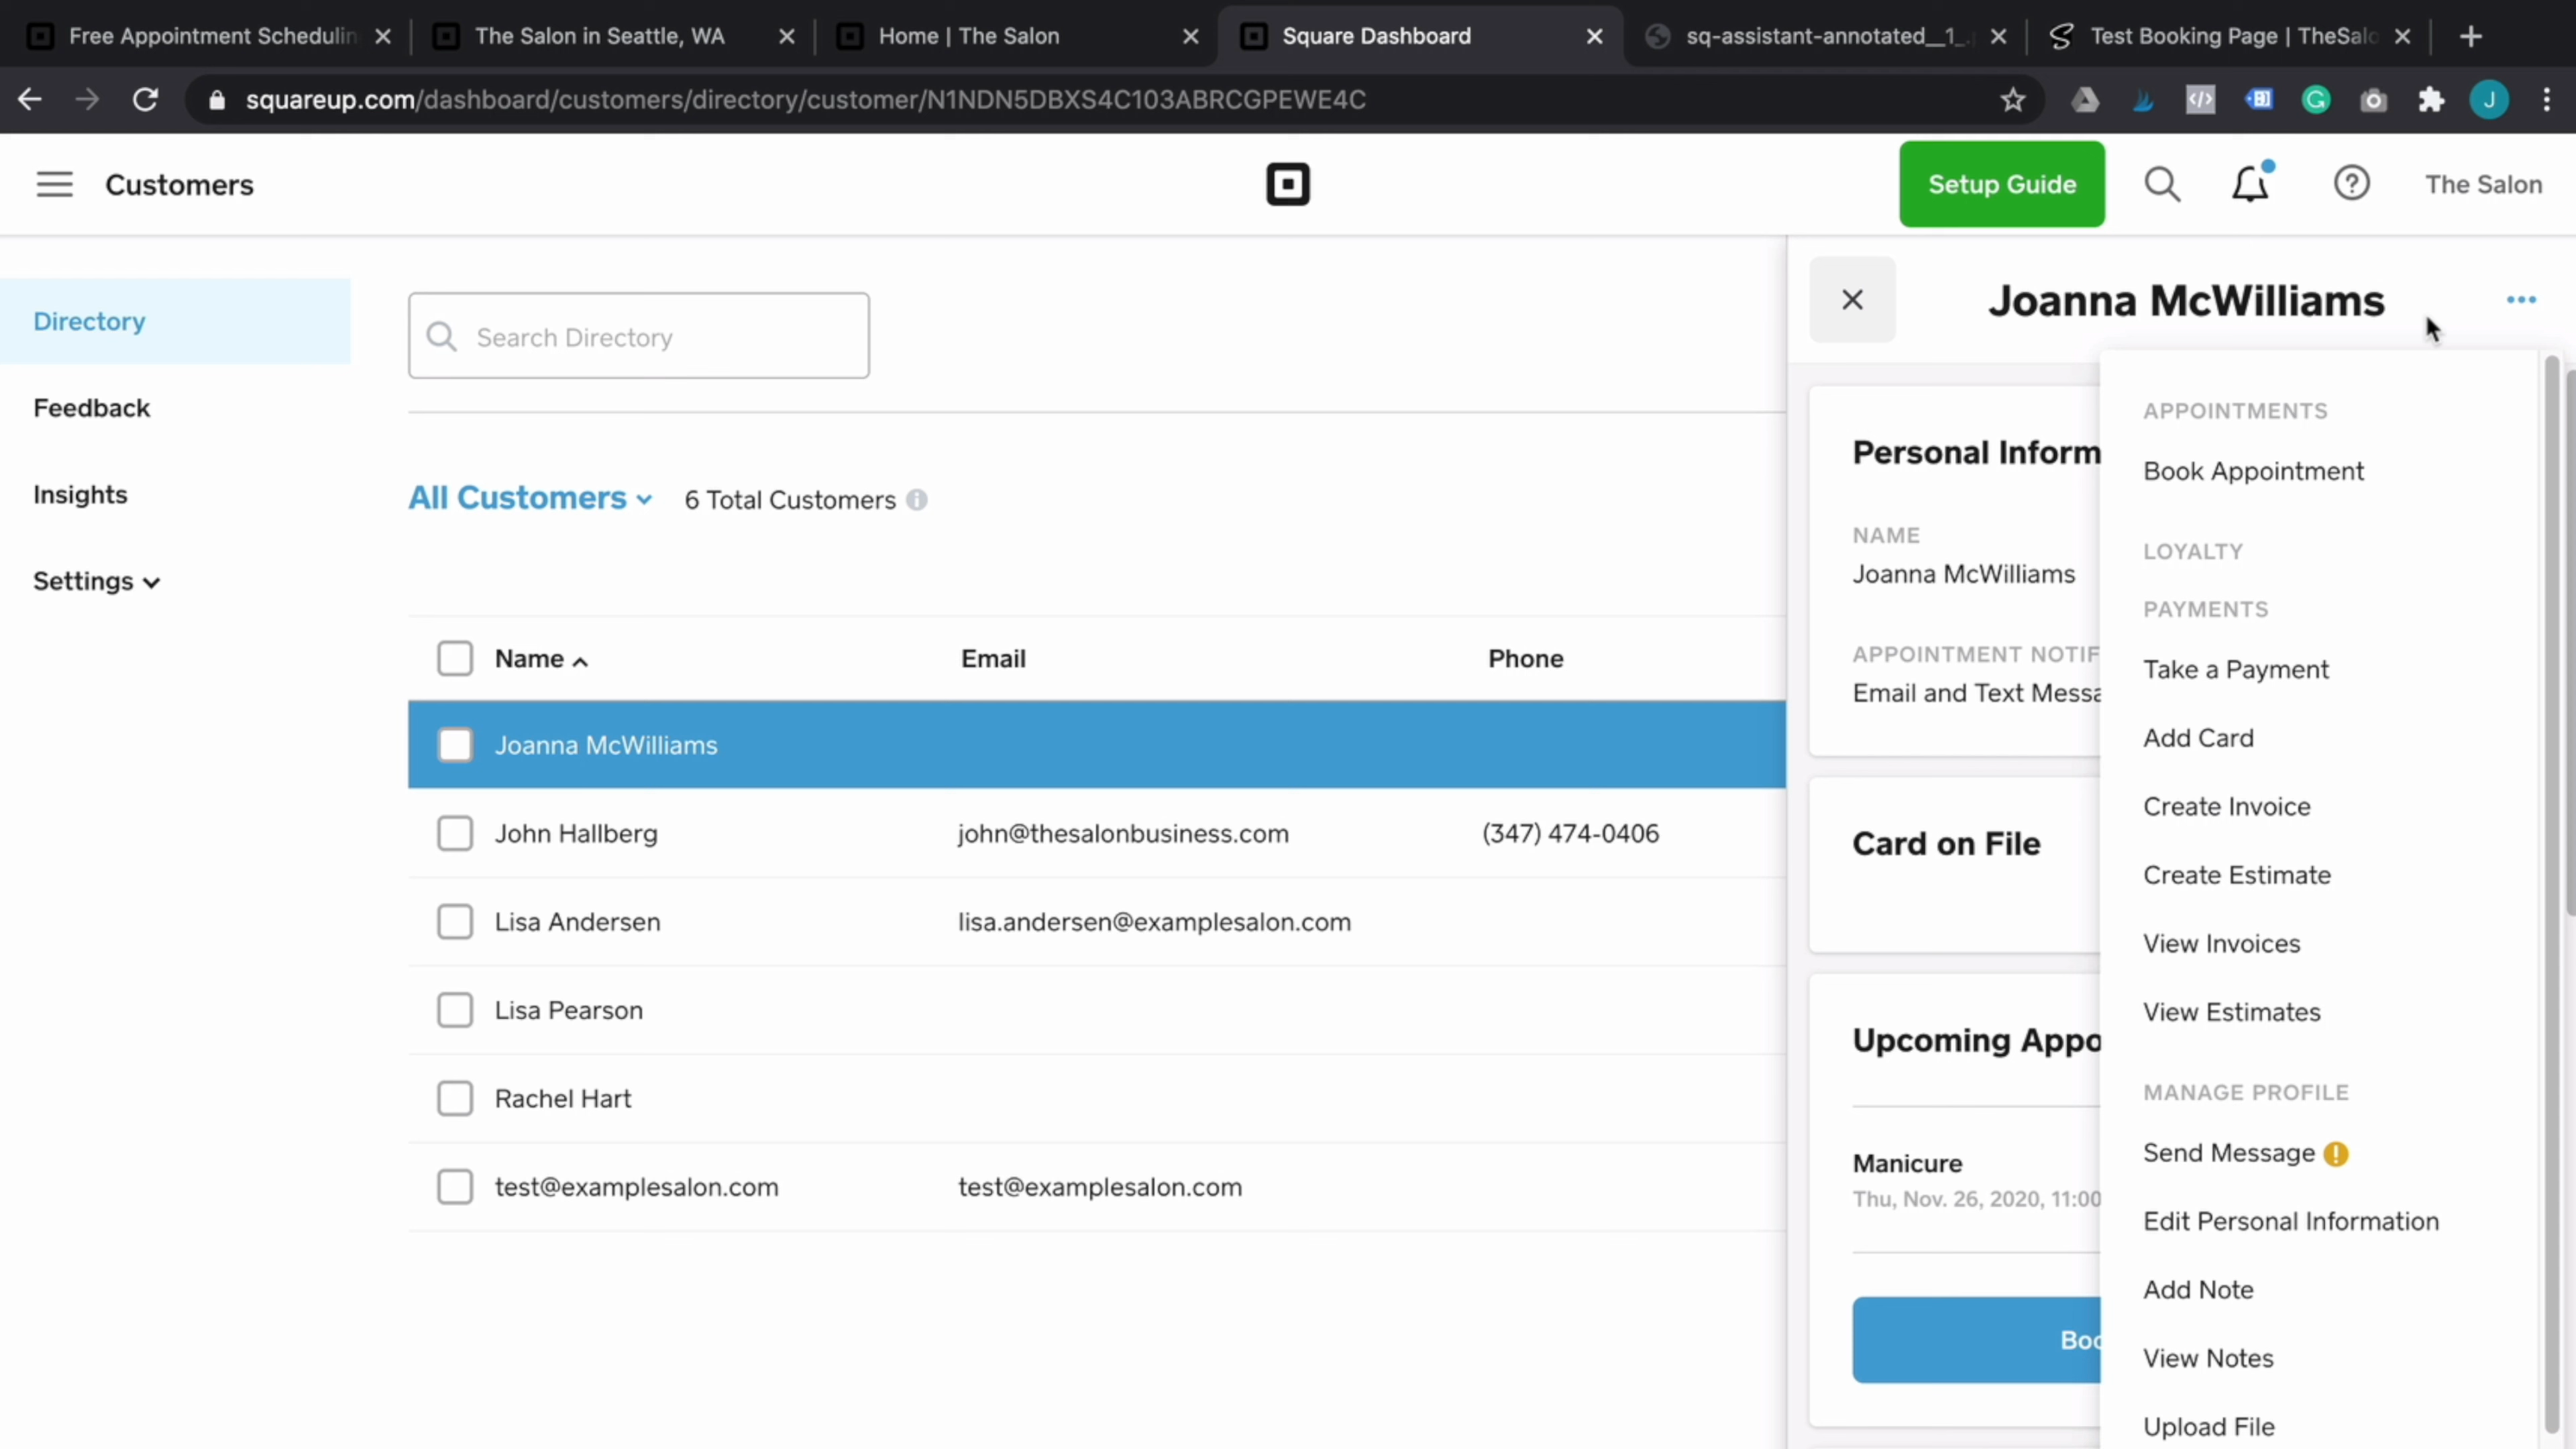 Free Appointment Schedulin
The Salon in Seattle, WA
Home | The Salon
Square Dashboard
sq-assistant-annotated__1_.
Test Booking Page | TheSalo
squareup.com/dashboard/customers/directory/customer/N1NDN5DBXS4C103ABRCGPEWE4C
J
Customers
Setup Guide
The Salon
Directory
Feedback
Insights
Settings
Search Directory
All Customers
6 Total Customers
Name
Email
Phone
Joanna McWilliams
John Hallberg
john@thesalonbusiness.com
(347) 474-0406
Lisa Andersen
lisa.andersen@examplesalon.com
Lisa Pearson
Rachel Hart
test@examplesalon.com
test@examplesalon.com
Joanna McWilliams
Personal Inform
NAME
Joanna McWilliams
APPOINTMENT NOTIF
Email and Text Messa
Card on File
Upcoming Appo
Manicure
Thu, Nov. 26, 2020, 11:00
Boo
APPOINTMENTS
Book Appointment
LOYALTY
PAYMENTS
Take a Payment
Add Card
Create Invoice
Create Estimate
View Invoices
View Estimates
MANAGE PROFILE
Send Message
Edit Personal Information
Add Note
View Notes
Upload File